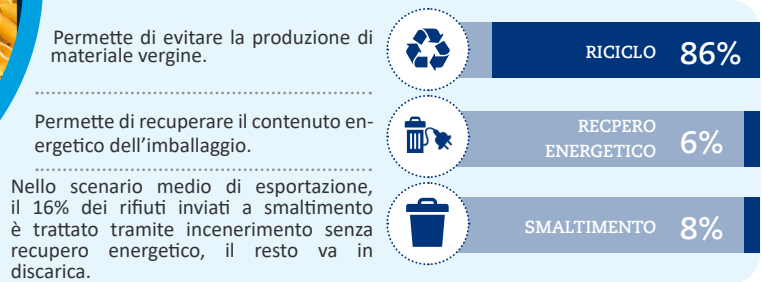 Permette di evitare la produzione di
materiale vergine.
RICICLO 86%
Permette di recuperare il contenuto en-
ergetico dell'imballaggio.
RECPERO
ENERGETICO 6%
Nello scenario medio di esportazione,
il 16% dei rifiuti inviati a smaltimento
è trattato tramite incenerimento senza
recupero energetico, il resto va in
discarica.
SMALTIMENTO 8%